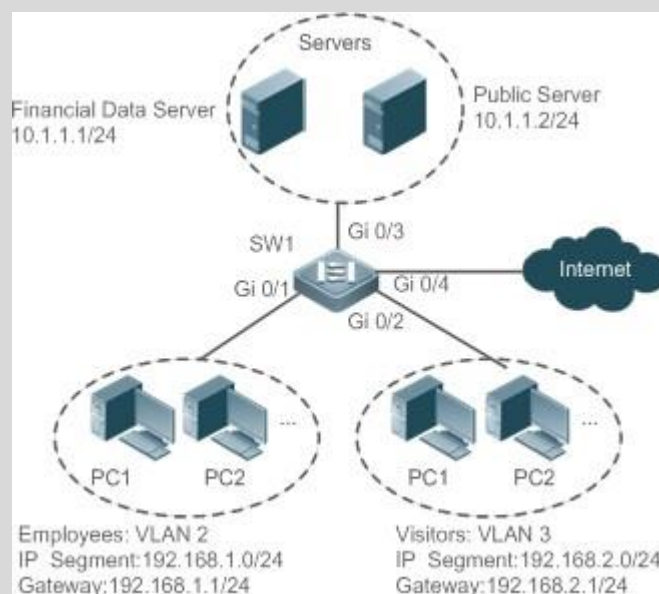 Servers
Financial Data Server
10.1.1.1/24
Public Server
10.1.1.2/24
SW1
Gi 0/3
Gi 0/1
Gi 0/4
Gi 0/2
Internet
PC1
PC2
...
PC1
PC2
...
Employees: VLAN 2
IP Segment:192.168.1.0/24
Gateway:192.168.1.1/24
Visitors: VLAN 3
IP Segment:192.168.2.0/24
Gateway:192.168.2.1/24